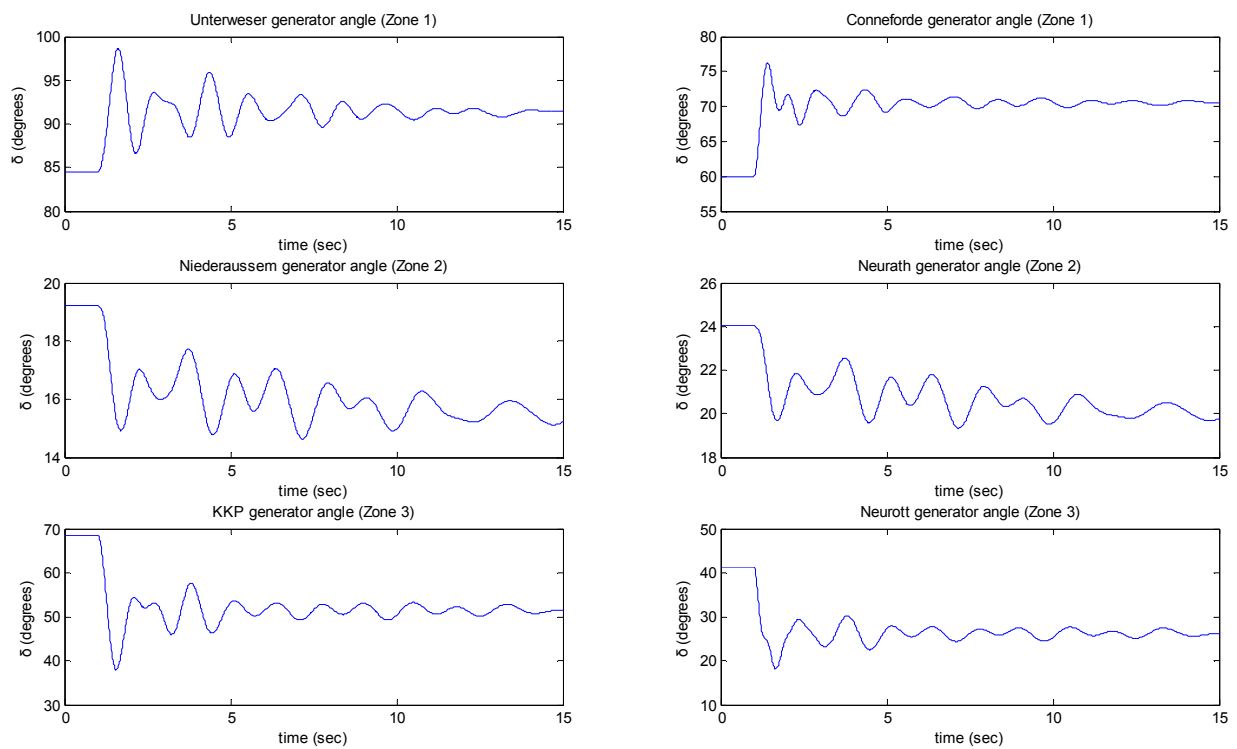 Unterweser generator angle (Zone 1)
100
95
90
85
80
δ (degrees)
0 5 10 15
time (sec)
Conneforde generator angle (Zone 1)
80
75
70
65
60
55
δ (degrees)
0 5 10 15
time (sec)
Niederaussem generator angle (Zone 2)
20
18
16
14
δ (degrees)
0 5 10 15
time (sec)
Neurath generator angle (Zone 2)
26
24
22
20
18
δ (degrees)
0 5 10 15
time (sec)
KKP generator angle (Zone 3)
70
60
50
40
30
δ (degrees)
0 5 10 15
time (sec)
Neurott generator angle (Zone 3)
50
40
30
20
10
δ (degrees)
0 5 10 15
time (sec)